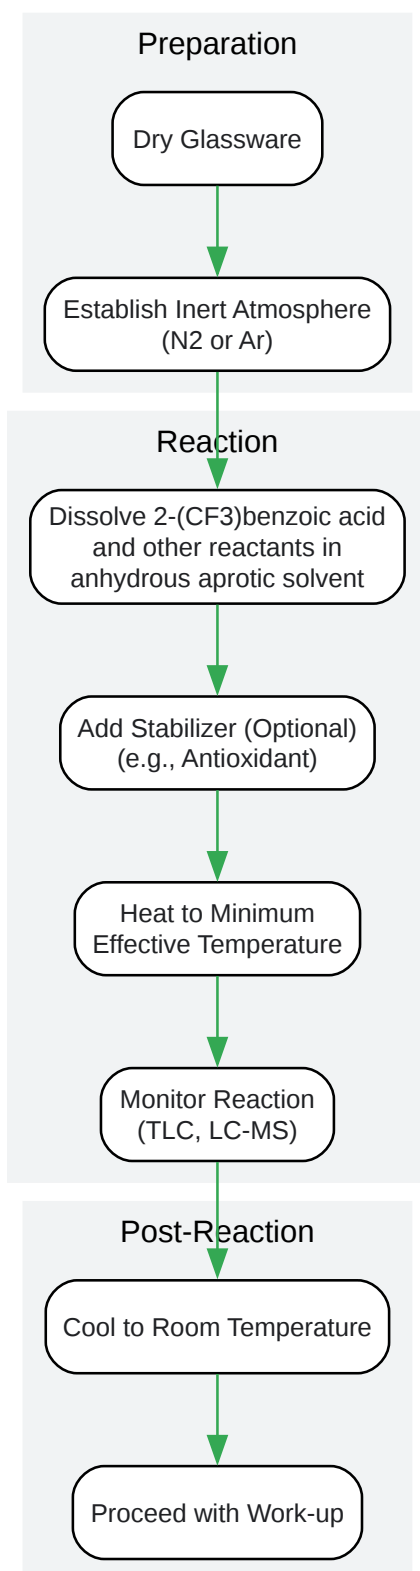 Preparation
Dry Glassware
Establish Inert Atmosphere
(N2 or Ar)
Reaction
Dissolve 2-(CF3)benzoic acid
and other reactants in
anhydrous aprotic solvent
Add Stabilizer (Optional)
(e.g., Antioxidant)
Heat to Minimum
Effective Temperature
Monitor Reaction
(TLC, LC-MS)
Post-Reaction
Cool to Room Temperature
Proceed with Work-up